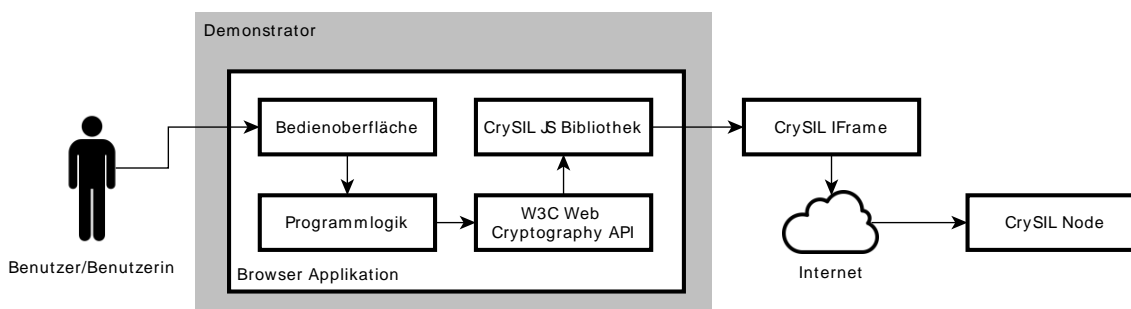 Demonstrator
Bedienoberfläche
CrySIL JS Bibliothek
CrySIL IFrame
Programmlogik
W3C Web
Cryptography API
CrySIL Node
Benutzer/Benutzerin
Browser Applikation
Internet